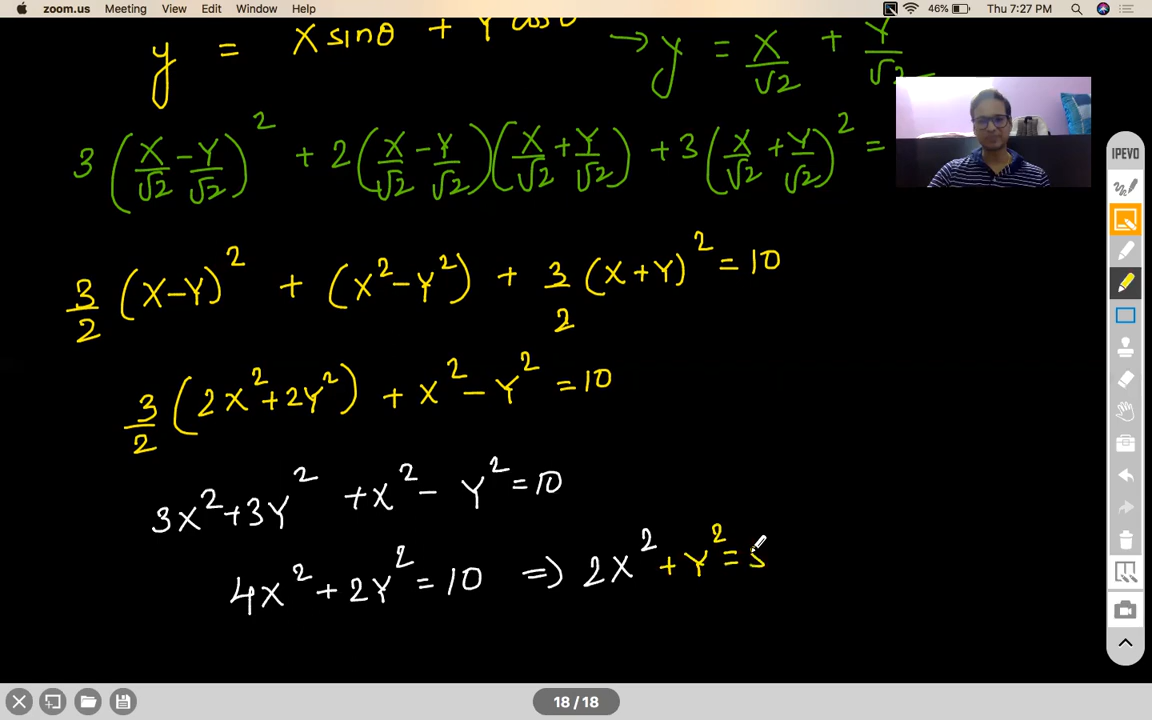 zoom.us Meeting View Edit Window Help 46% Thu 7:27 PM
y = X sinθ + Y cosθ → y = X/√2 + Y/√2
3(X/√2 - Y/√2)² + 2(X/√2 - Y/√2)(X/√2 + Y/√2) + 3(X/√2 + Y/√2)² =
3/2 (X-Y)² + (X²-Y²) + 3/2 (X+Y)² = 10
3/2 (2X²+2Y²) + X² - Y² = 10
3X²+3Y² + X² - Y² = 10
4X² + 2Y² = 10 ⇒ 2X² + Y² = 5
IPEVO
18 / 18